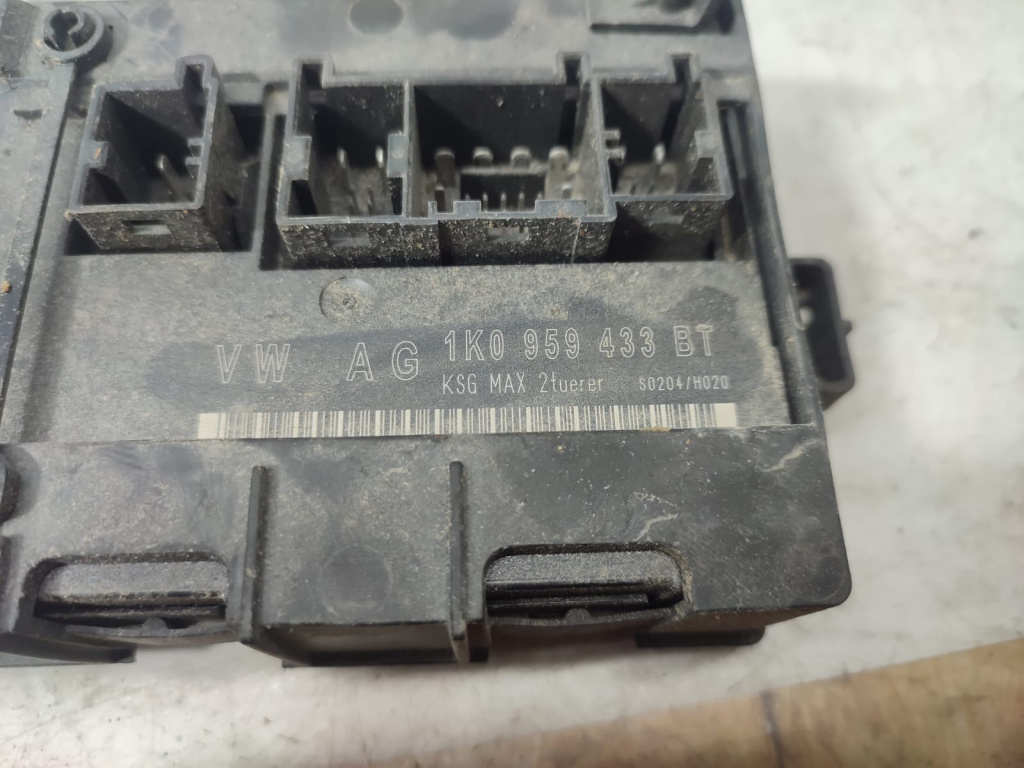 VW AG 1K0 959 433 BT
KSG MAX 2tuerer S0204/H020